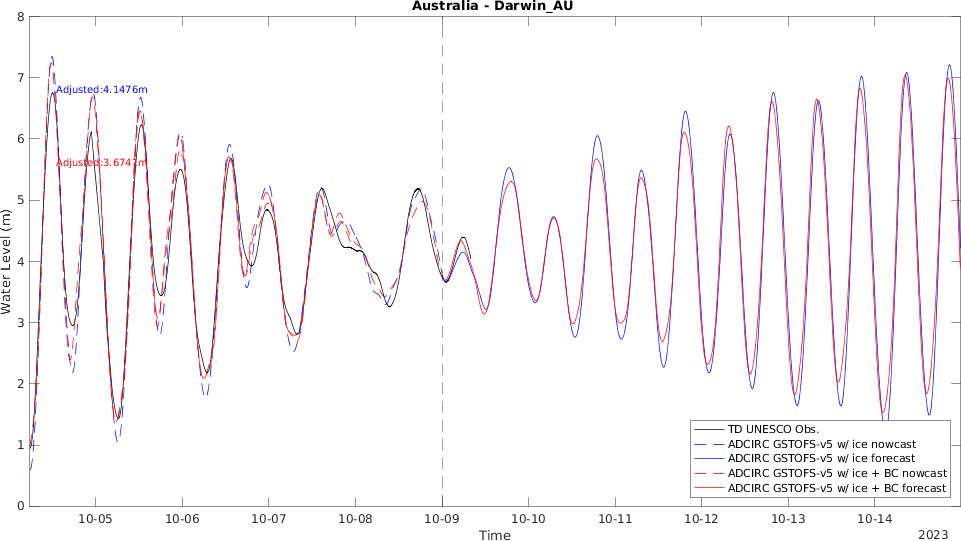 Australia - Darwin_AU
8
7
6
5
4
3
2
1
0
Water Level (m)
Adjusted:4.1476m
Adjusted:3.6741m
TD UNESCO Obs.
ADCIRC GSTOFS-v5 w/ ice nowcast
ADCIRC GSTOFS-v5 w/ ice forecast
ADCIRC GSTOFS-v5 w/ ice + BC nowcast
ADCIRC GSTOFS-v5 w/ ice + BC forecast
10-05 10-06 10-07 10-08 10-09 10-10 10-11 10-12 10-13 10-14
Time
2023